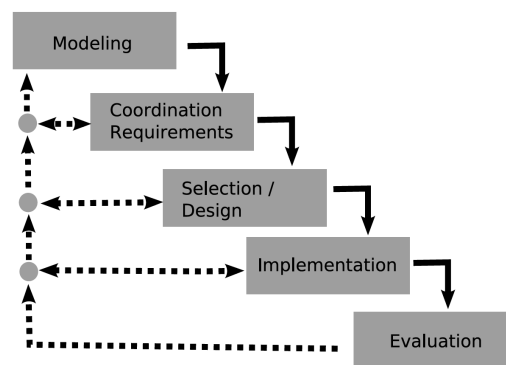 Modeling
Coordination
Requirements
Selection /
Design
Implementation
Evaluation